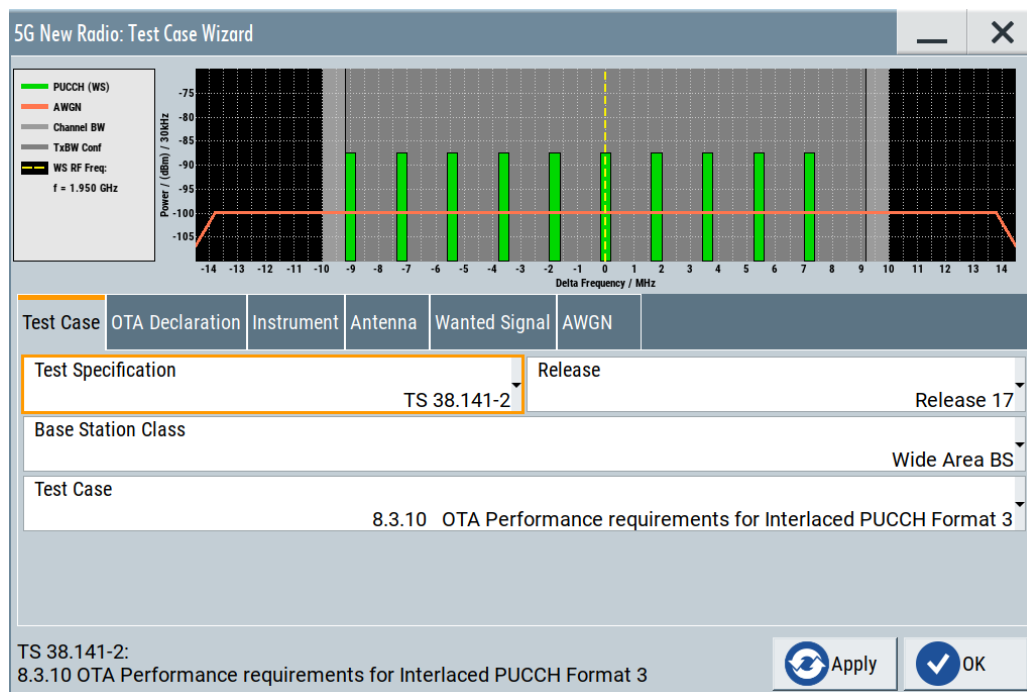 5G New Radio: Test Case Wizard
PUCCH (WS)
AWGN
Channel BW
TxBW Conf
WS RF Freq:
f = 1.950 GHz
Power / (dBm) / 30kHz
-75
-80
-85
-90
-95
-100
-105
-14 -13 -12 -11 -10 -9 -8 -7 -6 -5 -4 -3 -2 -1 0 1 2 3 4 5 6 7 8 9 10 11 12 13 14
Delta Frequency / MHz
Test Case OTA Declaration Instrument Antenna Wanted Signal AWGN
Test Specification
TS 38.141-2
Release
Release 17
Base Station Class
Wide Area BS
Test Case
8.3.10 OTA Performance requirements for Interlaced PUCCH Format 3
TS 38.141-2:
8.3.10 OTA Performance requirements for Interlaced PUCCH Format 3
Apply
OK